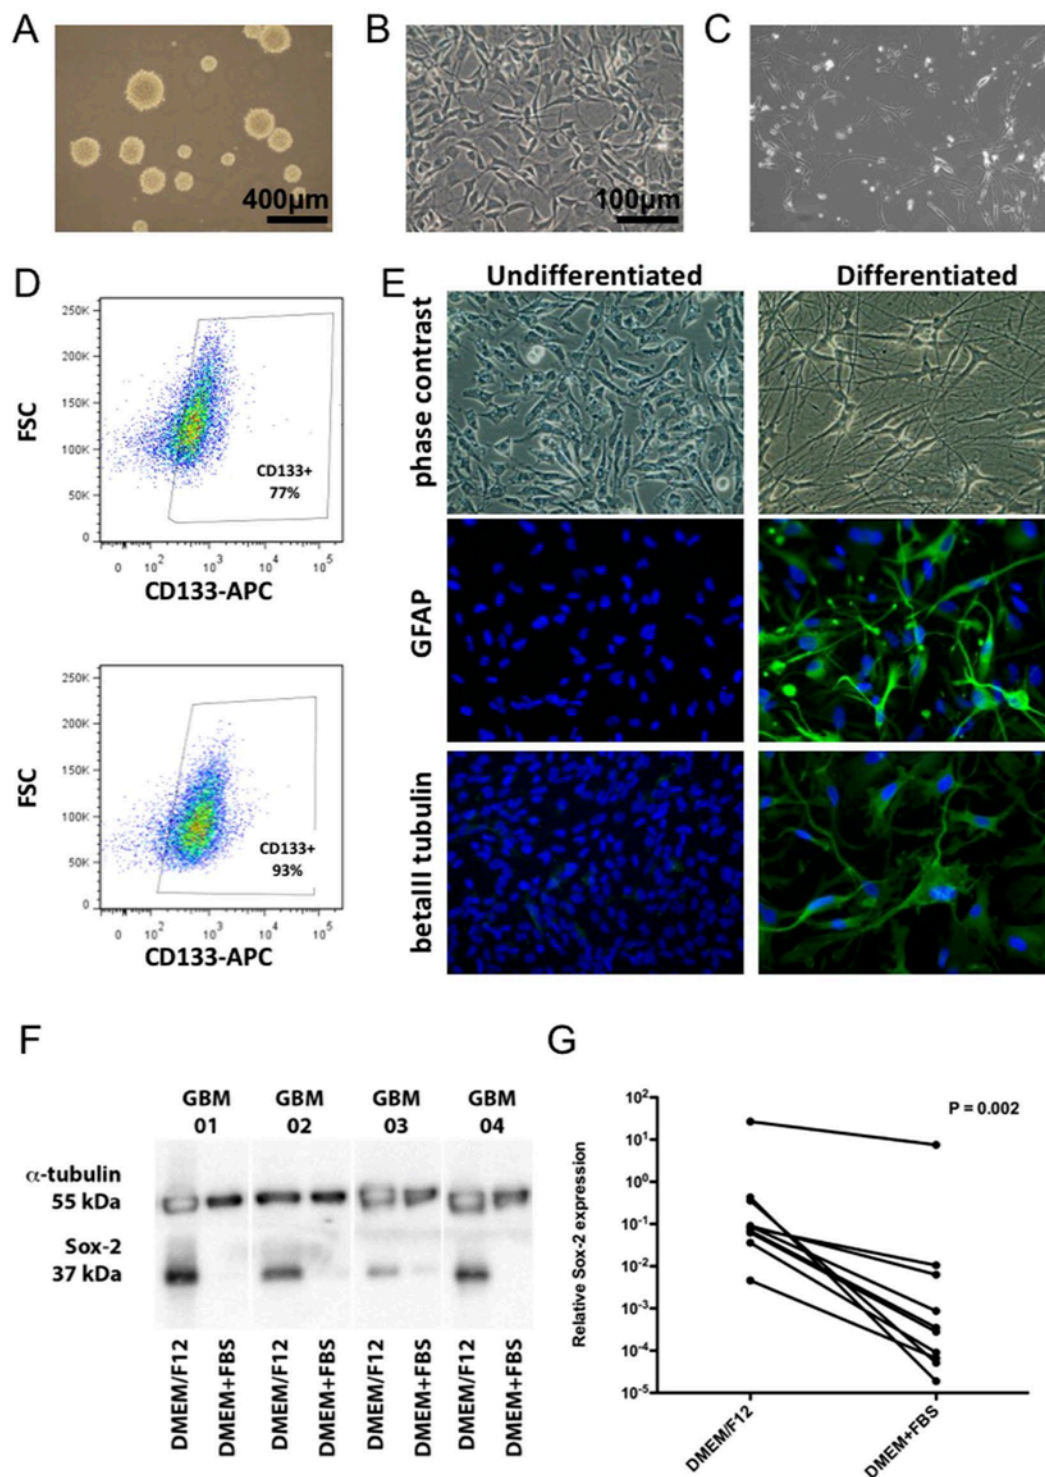 A
B
C
400µm
100µm
D
E
Undifferentiated
Differentiated
250K
200K
150K
100K
50K
0
FSC
CD133+
77%
0 10² 10³ 10⁴ 10⁵
CD133-APC
250K
200K
150K
100K
50K
0
FSC
CD133+
93%
0 10² 10³ 10⁴ 10⁵
CD133-APC
phase contrast
GFAP
betaIII tubulin
F
GBM
01
GBM
02
GBM
03
GBM
04
α-tubulin
55 kDa
Sox-2
37 kDa
DMEM/F12
DMEM+FBS
DMEM/F12
DMEM+FBS
DMEM/F12
DMEM+FBS
DMEM/F12
DMEM+FBS
G
P = 0.002
Relative Sox-2 expression
10²
10¹
10⁰
10⁻¹
10⁻²
10⁻³
10⁻⁴
10⁻⁵
DMEM/F12
DMEM+FBS